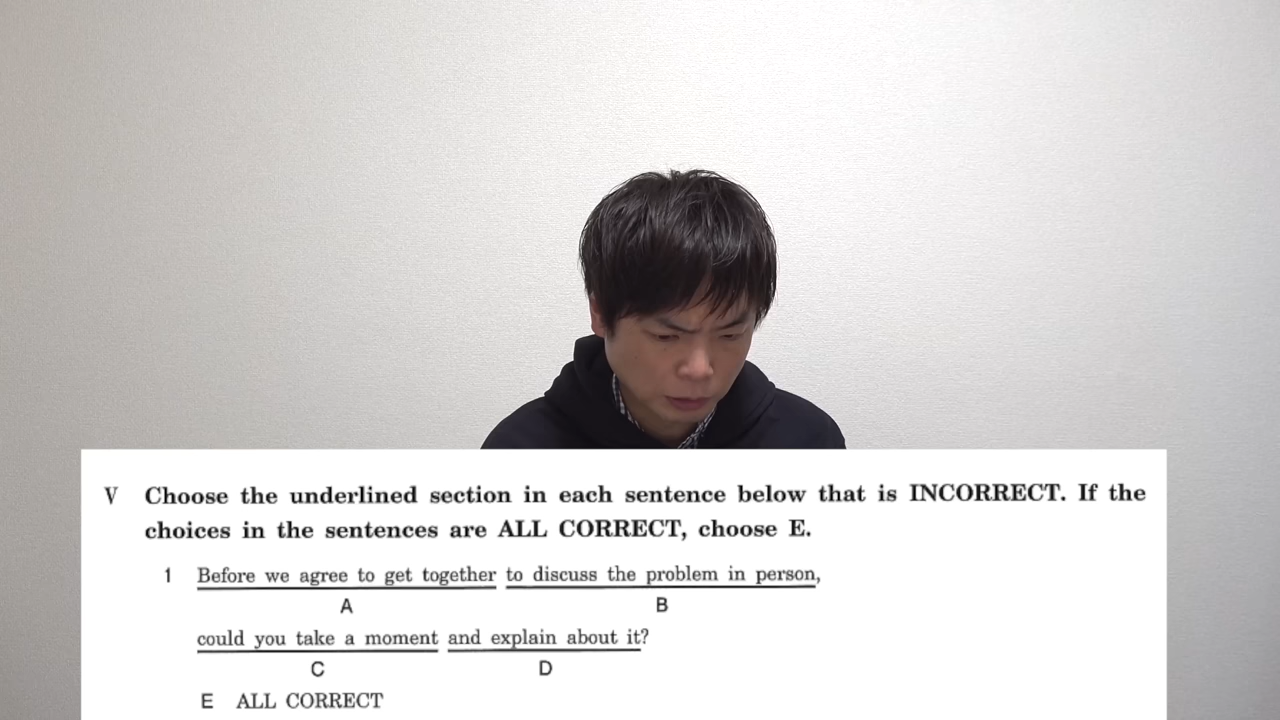 V Choose the underlined section in each sentence below that is INCORRECT. If the
choices in the sentences are ALL CORRECT, choose E.
1 Before we agree to get together to discuss the problem in person,
A B
could you take a moment and explain about it?
C D
E ALL CORRECT